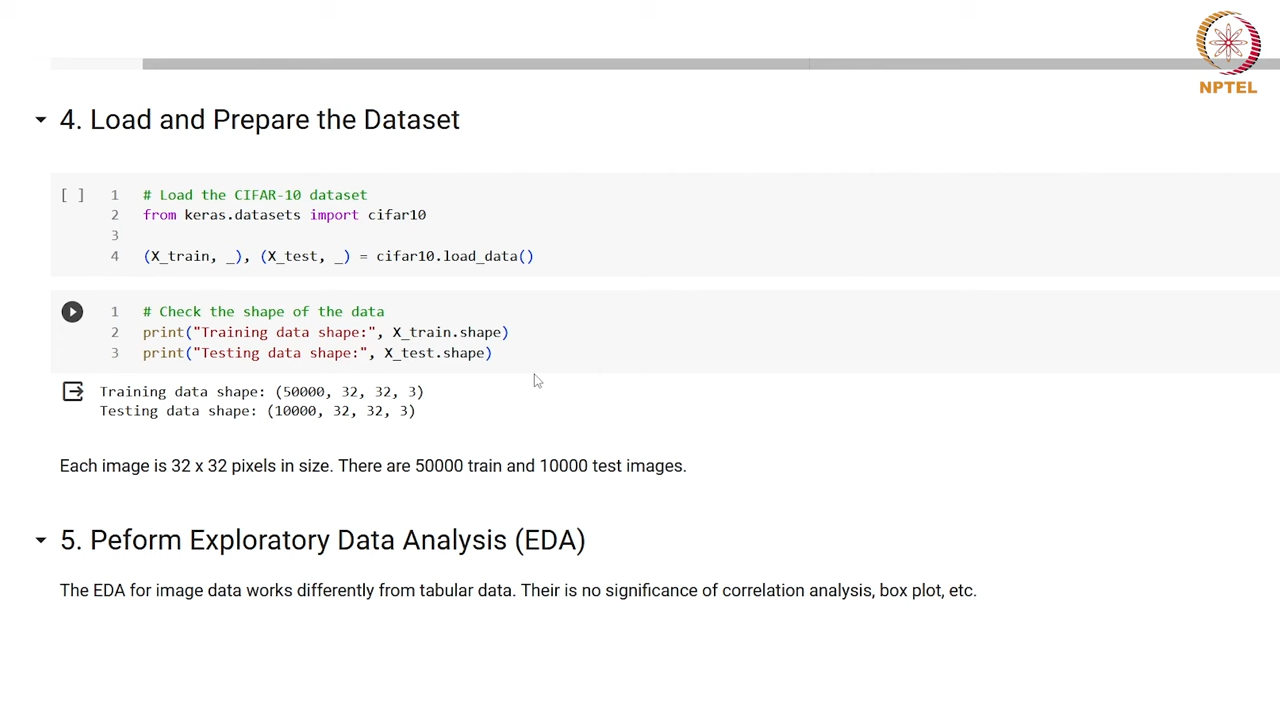 NPTEL
4. Load and Prepare the Dataset
[ ] 1 # Load the CIFAR-10 dataset
2 from keras.datasets import cifar10
3
4 (X_train, _), (X_test, _) = cifar10.load_data()
1 # Check the shape of the data
2 print("Training data shape:", X_train.shape)
3 print("Testing data shape:", X_test.shape)
Training data shape: (50000, 32, 32, 3)
Testing data shape: (10000, 32, 32, 3)
Each image is 32 x 32 pixels in size. There are 50000 train and 10000 test images.
5. Peform Exploratory Data Analysis (EDA)
The EDA for image data works differently from tabular data. Their is no significance of correlation analysis, box plot, etc.